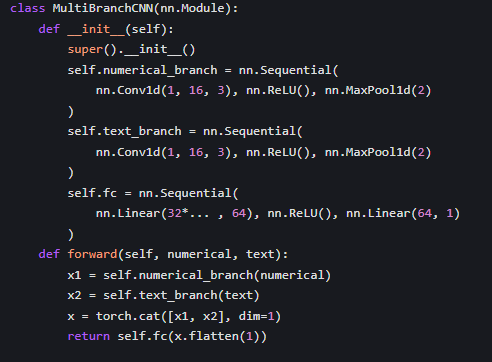 class MultiBranchCNN(nn.Module):
    def __init__(self):
        super().__init__()
        self.numerical_branch = nn.Sequential(
            nn.Conv1d(1, 16, 3), nn.ReLU(), nn.MaxPool1d(2)
        )
        self.text_branch = nn.Sequential(
            nn.Conv1d(1, 16, 3), nn.ReLU(), nn.MaxPool1d(2)
        )
        self.fc = nn.Sequential(
            nn.Linear(32*... , 64), nn.ReLU(), nn.Linear(64, 1)
        )
    def forward(self, numerical, text):
        x1 = self.numerical_branch(numerical)
        x2 = self.text_branch(text)
        x = torch.cat([x1, x2], dim=1)
        return self.fc(x.flatten(1))